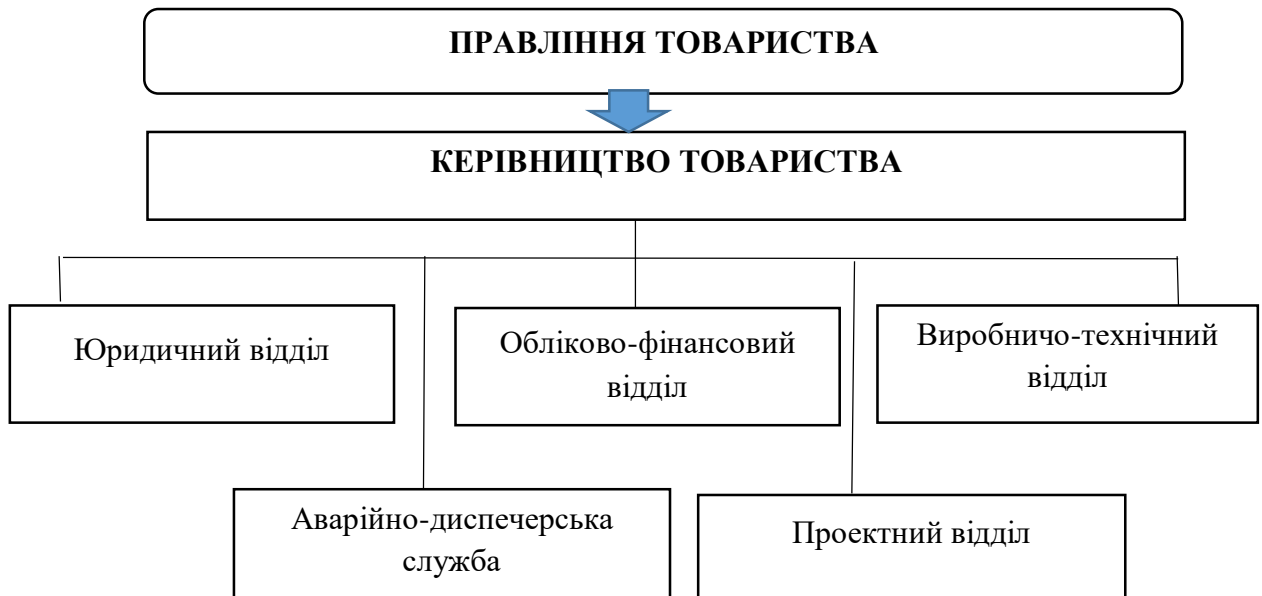 ПРАВЛІННЯ ТОВАРИСТВА
КЕРІВНИЦТВО ТОВАРИСТВА
Юридичний відділ
Обліково-фінансовий
відділ
Виробничо-технічний
відділ
Аварійно-диспечерська
служба
Проектний відділ